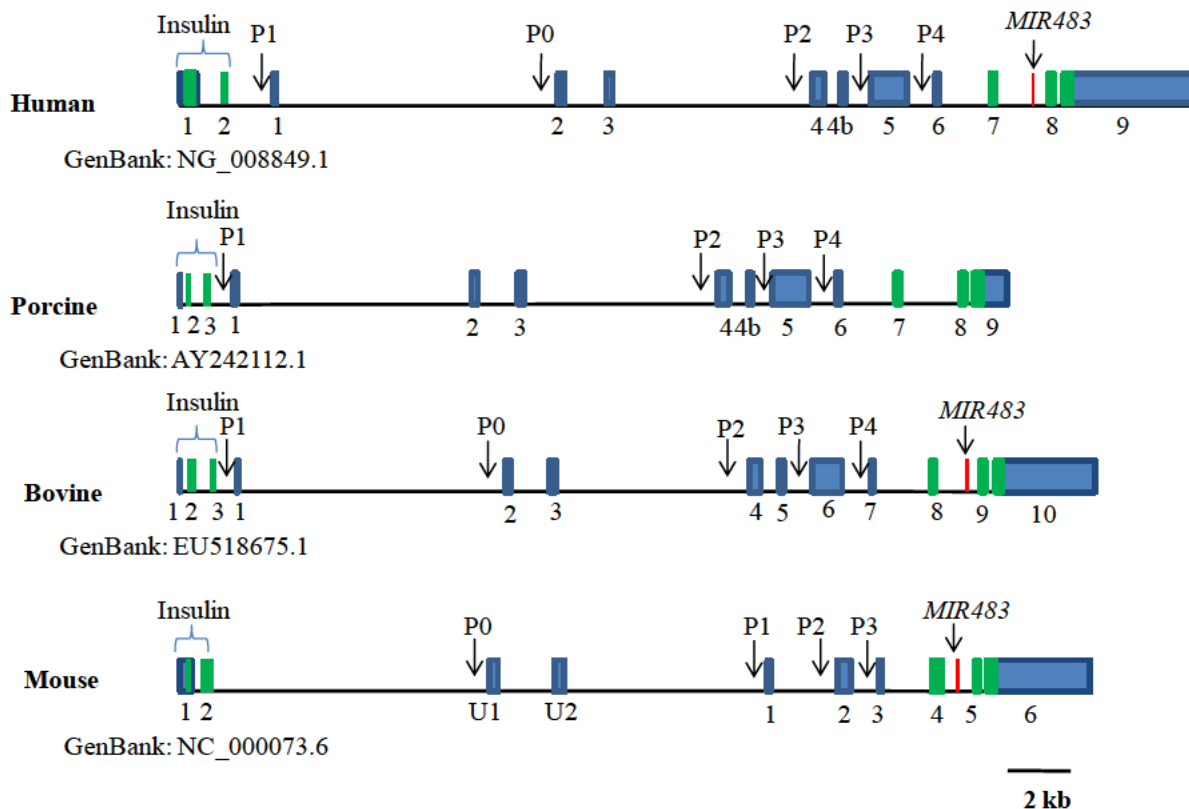 Insulin
P1
P0
P2
P3
P4
MIR483
Human
1 2 1 2 3 4 4b 5 6 7 8 9
GenBank: NG_008849.1
Insulin
P1
P2
P3
P4
Porcine
1 2 3 1 2 3 4 4b 5 6 7 8 9
GenBank: AY242112.1
Insulin
P1
P0
P2
P3
P4
MIR483
Bovine
1 2 3 1 2 3 4 5 6 7 8 9 10
GenBank: EU518675.1
Insulin
P0
P1
P2
P3
MIR483
Mouse
1 2 U1 U2 1 2 3 4 5 6
GenBank: NC_000073.6
2 kb